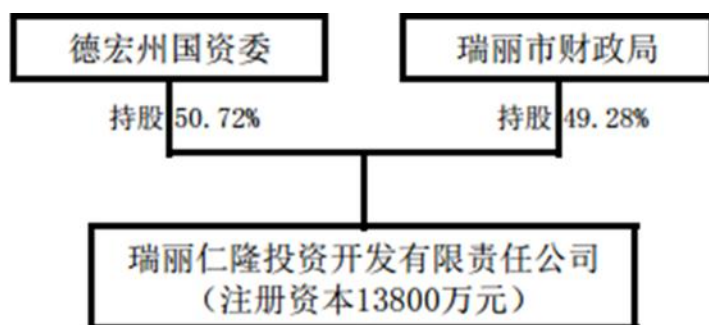 德宏州国资委
瑞丽市财政局
持股 50.72%
持股 49.28%
瑞丽仁隆投资开发有限责任公司
（注册资本13800万元）